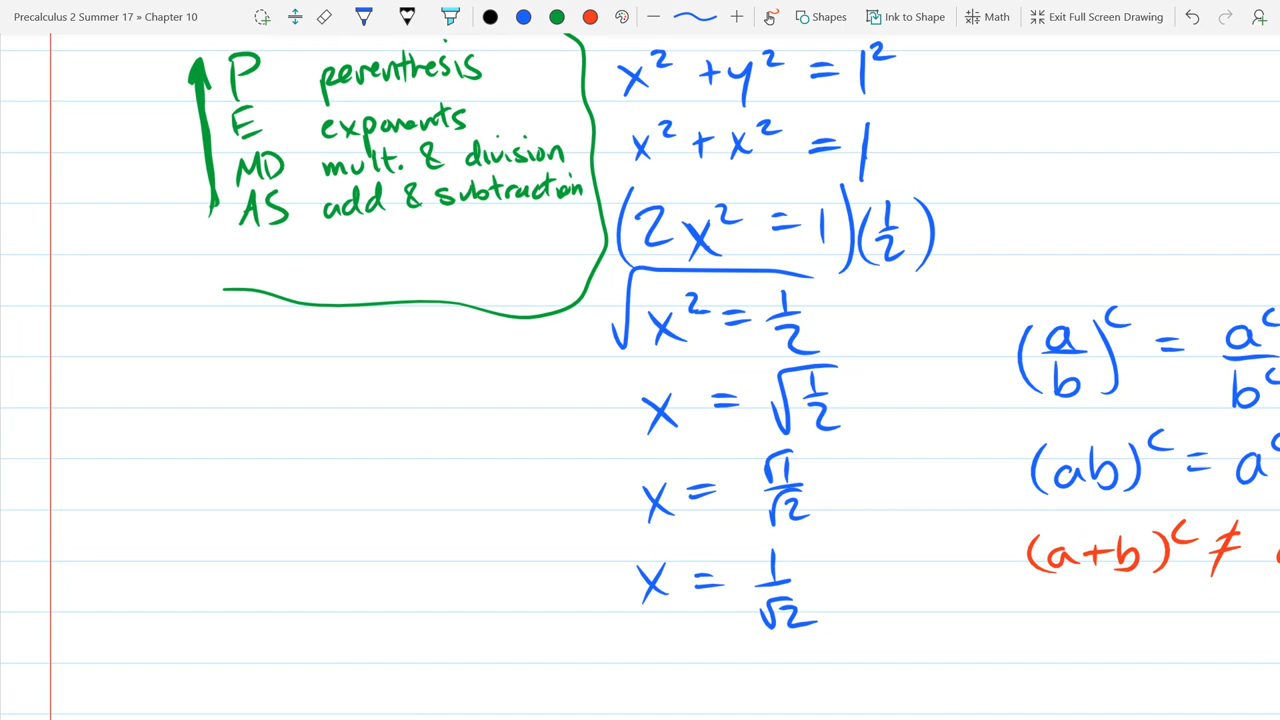 Precalculus 2 Summer 17 » Chapter 10
Shapes
Ink to Shape
Math
Exit Full Screen Drawing
P perenthesis
E exponents
MD mult. & division
AS add & subtraction
x² + y² = 1²
x² + x² = 1
(2x² = 1)(1/2)
√x² = 1/2
x = √(1/2)
x = √1/√2
x = 1/√2
(a/b)^c = a^c/b^c
(ab)^c = a^c
(a+b)^c ≠